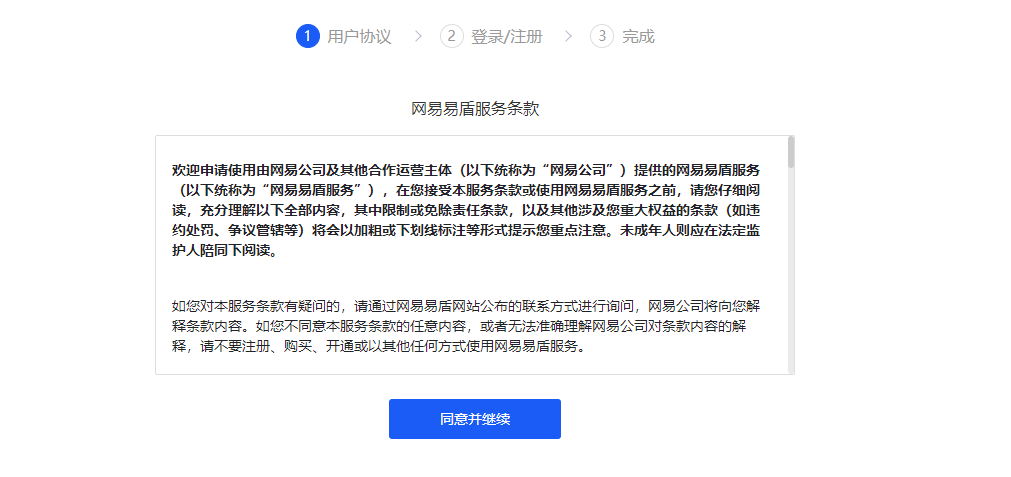 1 用户协议 > 2 登录/注册 > 3 完成
网易易盾服务条款
欢迎申请使用由网易公司及其他合作运营主体（以下统称为“网易公司”）提供的网易易盾服务
（以下统称为“网易易盾服务”），在您接受本服务条款或使用网易易盾服务之前，请您仔细阅
读，充分理解以下全部内容，其中限制或免除责任条款，以及其他涉及您重大权益的条款（如违
约处罚、争议管辖等）将会以加粗或下划线标注等形式提示您重点注意。未成年人则应在法定监
护人陪同下阅读。
如您对本服务条款有疑问的，请通过网易易盾网站公布的联系方式进行询问，网易公司将向您解
释条款内容。如您不同意本服务条款的任意内容，或者无法准确理解网易公司对条款内容的解
释，请不要注册、购买、开通或以其他任何方式使用网易易盾服务。
同意并继续